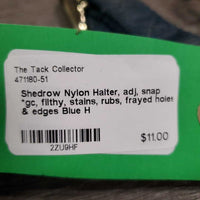 The Tack Collector
471180-51
Shedrow Nylon Halter, adj, snap
*gc, filthy, stains, rubs, frayed holes
& edges Blue H
$11.00
2ZU9HF